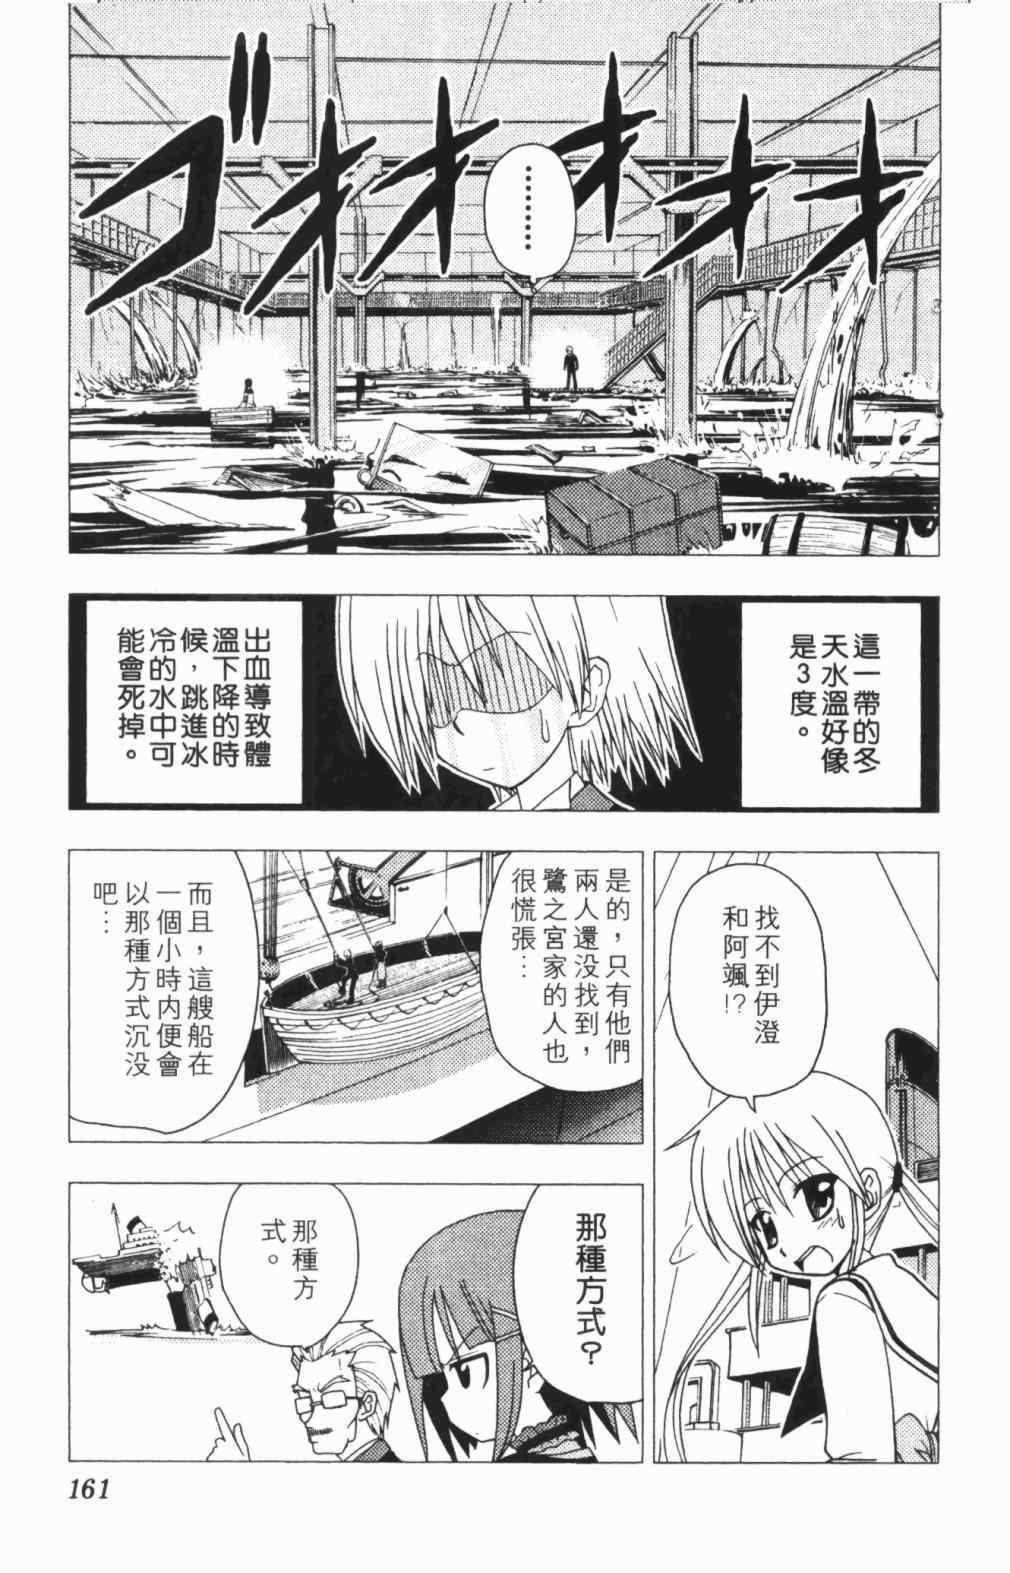 ゴオオオオオ
………
這一帶的冬
天水溫好像
是3度。
出血導致體
溫下降的時
候,跳進冰
冷的水中可
能會死掉。
找不到伊澄
和阿颯!?
是的,只有他們
兩人還没找到,
鷺之宮家的人也
很慌張…
而且,這艘船在
一個小時内便會
以那種方式沉没
吧…
那種方式?
那種方
式。
161